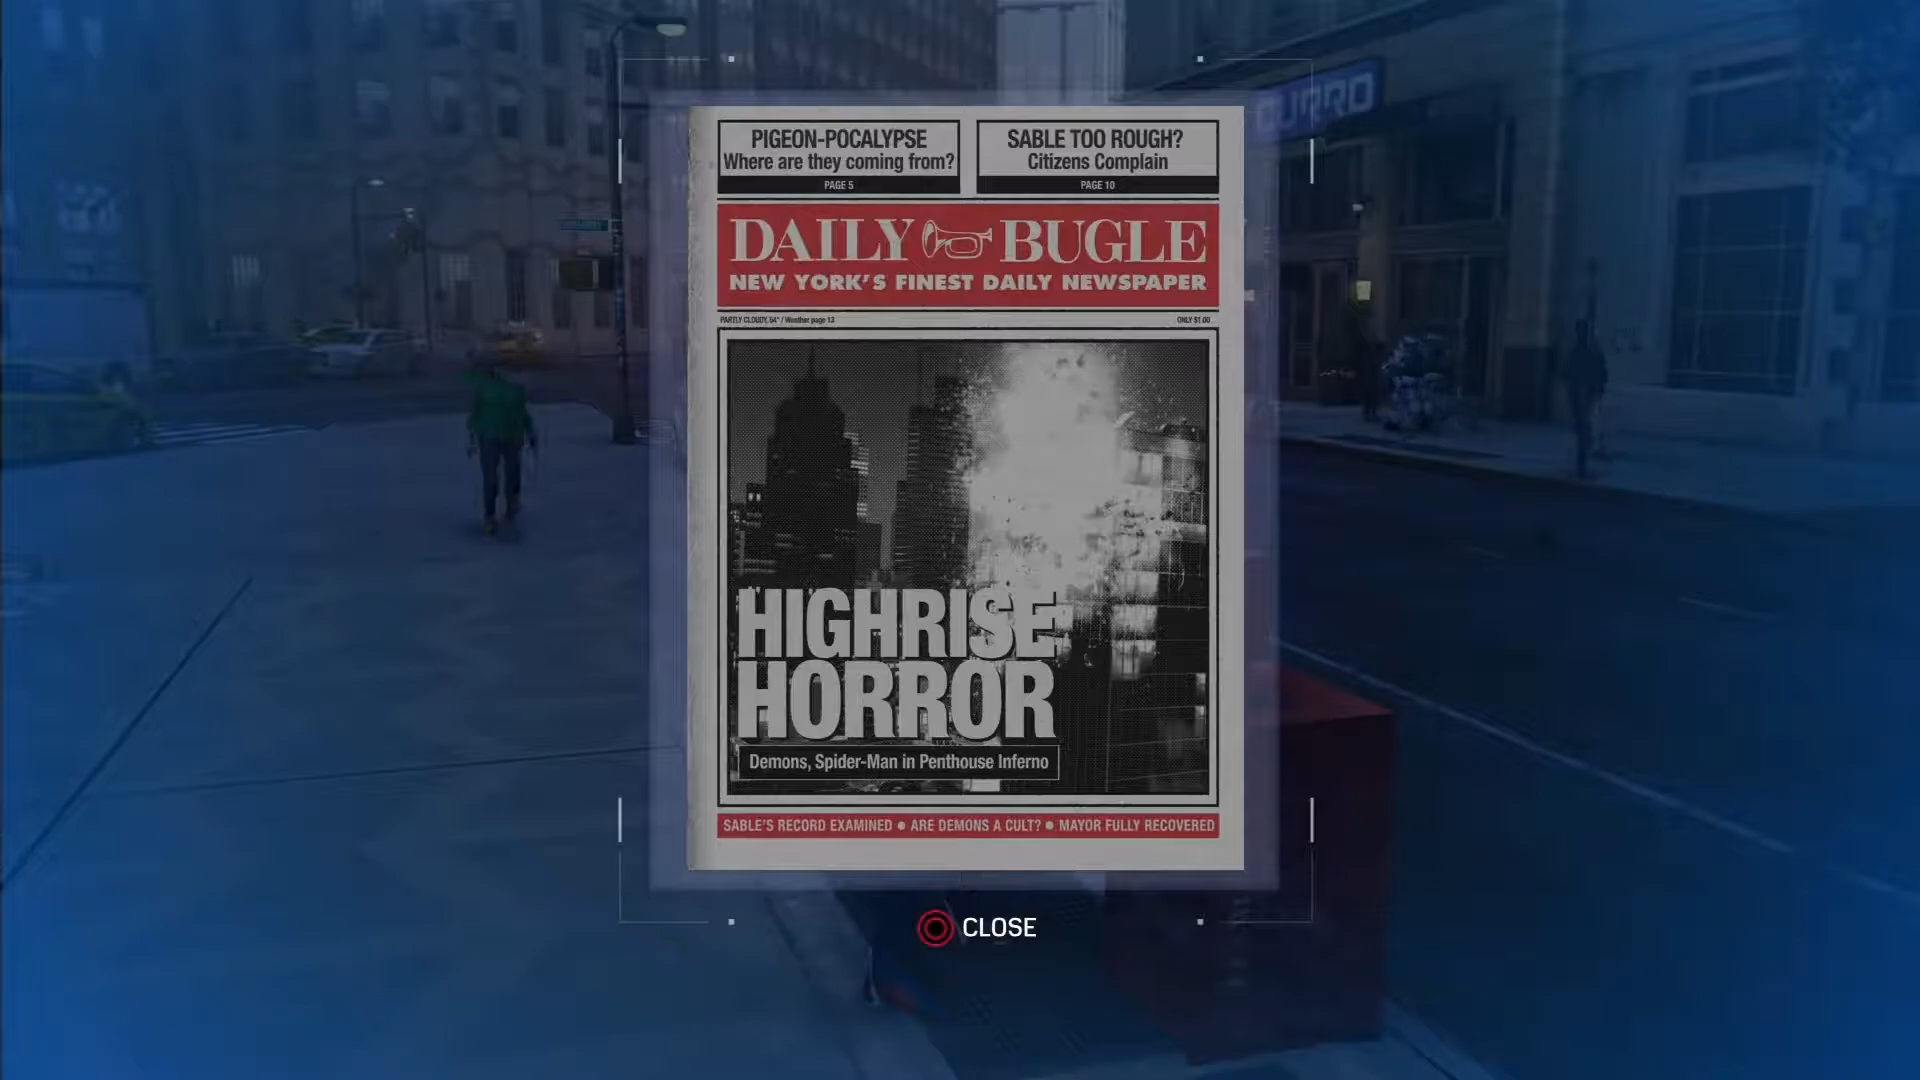 PIGEON-POCALYPSE
Where are they coming from?
PAGE 5
SABLE TOO ROUGH?
Citizens Complain
PAGE 10
DAILY BUGLE
NEW YORK'S FINEST DAILY NEWSPAPER
PARTLY CLOUDY, 54° / Weather page 13
ONLY $1.00
HIGHRISE
HORROR
Demons, Spider-Man in Penthouse Inferno
SABLE'S RECORD EXAMINED ● ARE DEMONS A CULT? ● MAYOR FULLY RECOVERED
CLOSE